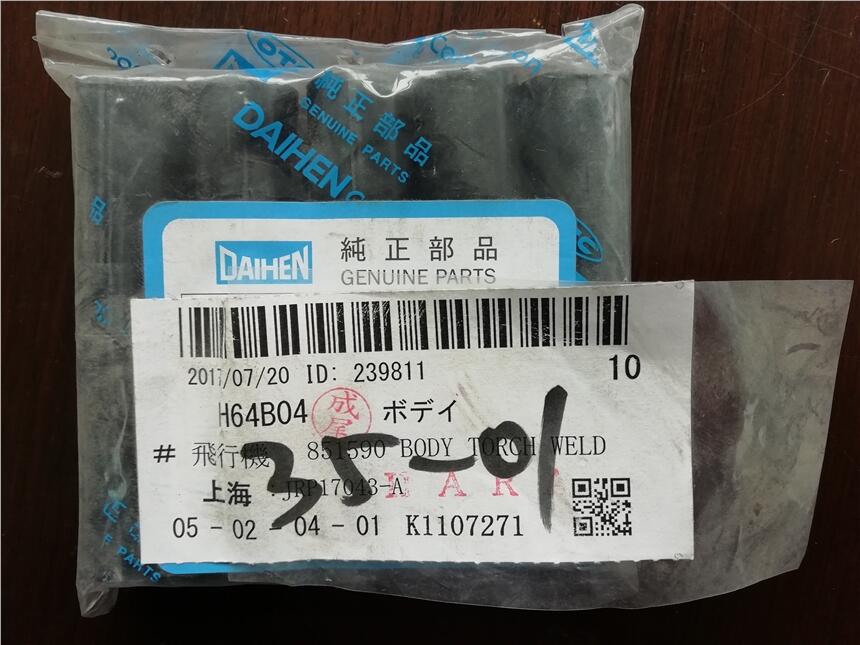 OTC
純正部品
GENUINE PARTS
DAIHEN
DAIHEN 純正部品
GENUINE PARTS
2017/07/20 ID: 239811 10
H64B04 成尾 ボデイ
# 飛行機 851590 BODY TORCH WELD
35-01
上海 :JRP17043-A
05-02-04-01 K1107271